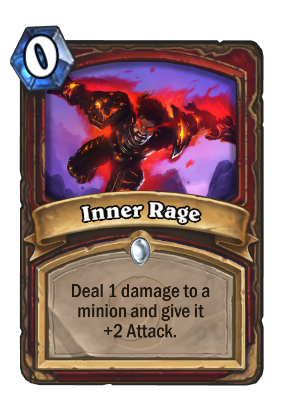 0
Inner Rage
Deal 1 damage to a
minion and give it
+2 Attack.